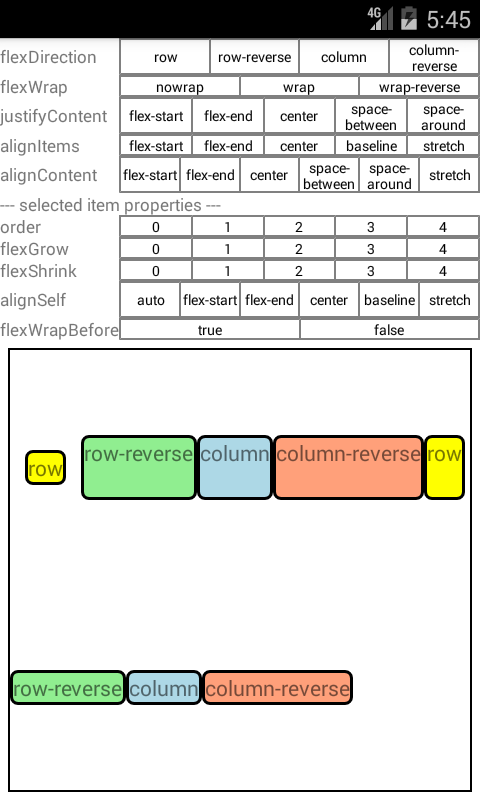 4G 5:45
flexDirection row row-reverse column column-reverse
flexWrap nowrap wrap wrap-reverse
justifyContent flex-start flex-end center space-between space-around
alignItems flex-start flex-end center baseline stretch
alignContent flex-start flex-end center space-between space-around stretch
--- selected item properties ---
order 0 1 2 3 4
flexGrow 0 1 2 3 4
flexShrink 0 1 2 3 4
alignSelf auto flex-start flex-end center baseline stretch
flexWrapBefore true false
row row-reverse column column-reverse row
row-reverse column column-reverse